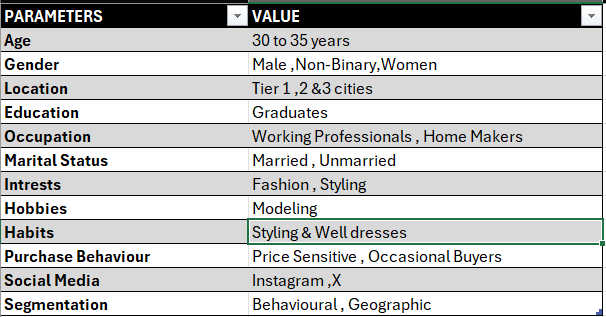 PARAMETERS VALUE
Age 30 to 35 years
Gender Male ,Non-Binary,Women
Location Tier 1 ,2 &3 cities
Education Graduates
Occupation Working Professionals , Home Makers
Marital Status Married , Unmarried
Intrests Fashion , Styling
Hobbies Modeling
Habits Styling & Well dresses
Purchase Behaviour Price Sensitive , Occasional Buyers
Social Media Instagram ,X
Segmentation Behavioural , Geographic